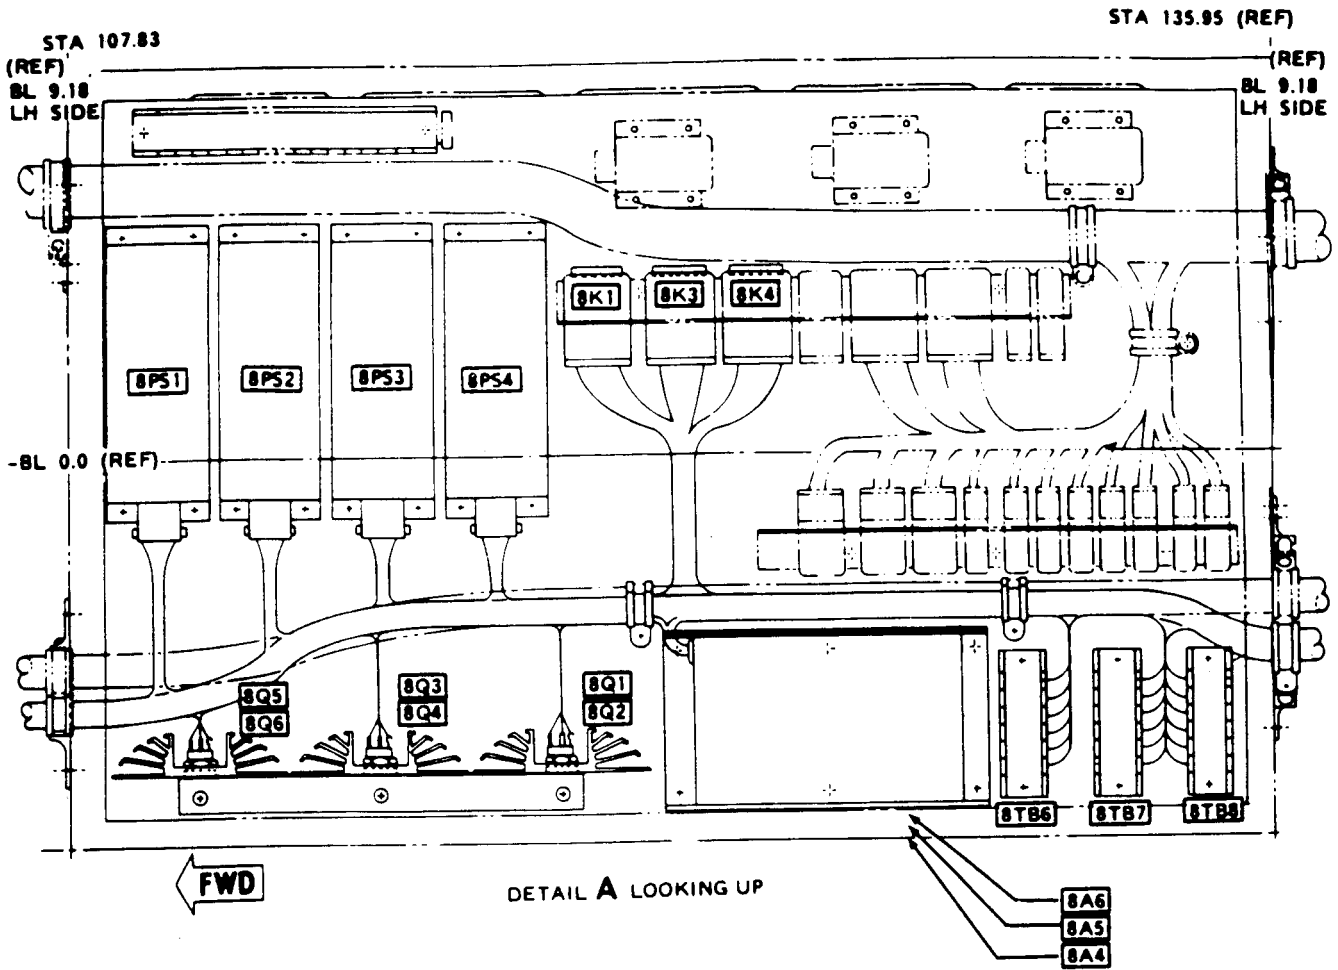 STA 135.95 (REF)
STA 107.83
(REF)
(REF)
BL 9.18
LH SIDE
BL 9.18
LH SIDE
8K1
8K3
8K4
8PS1
8PS2
8PS3
8PS4
-BL 0.0 (REF)
8Q5
8Q6
8Q3
8Q4
8Q1
8Q2
8TB6
8TB7
8TB8
FWD
DETAIL A LOOKING UP
8A6
8A5
8A4